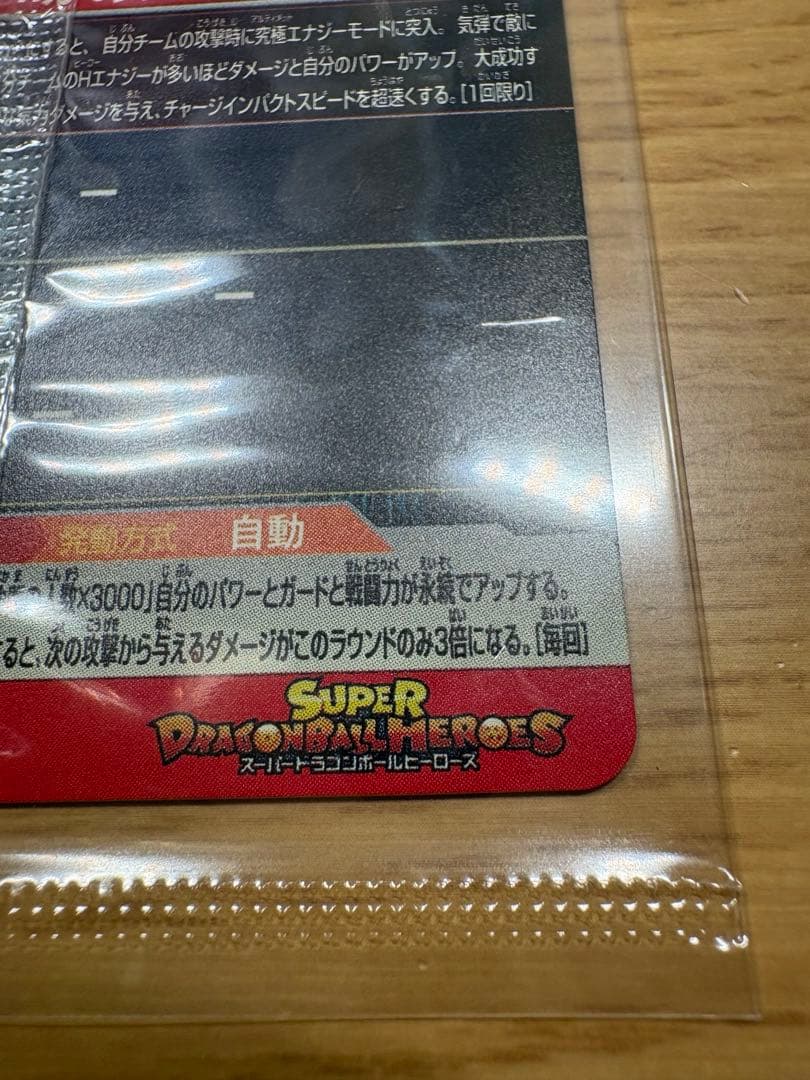 すると、自分チームの攻撃時に究極エナジーモードに突入。気弾で敵に
ームのHエナジーが多いほどダメージと自分のパワーがアップ。大成功す
ダメージを与え、チャージインパクトスピードを超速くする。[1回限り]
発動方式 自動
数×3000」自分のパワーとガードと戦闘力が永続でアップする。
すると、次の攻撃から与えるダメージがこのラウンドのみ3倍になる。[毎回]
SUPER
DRAGONBALL HEROES
スーパードラゴンボールヒーローズ